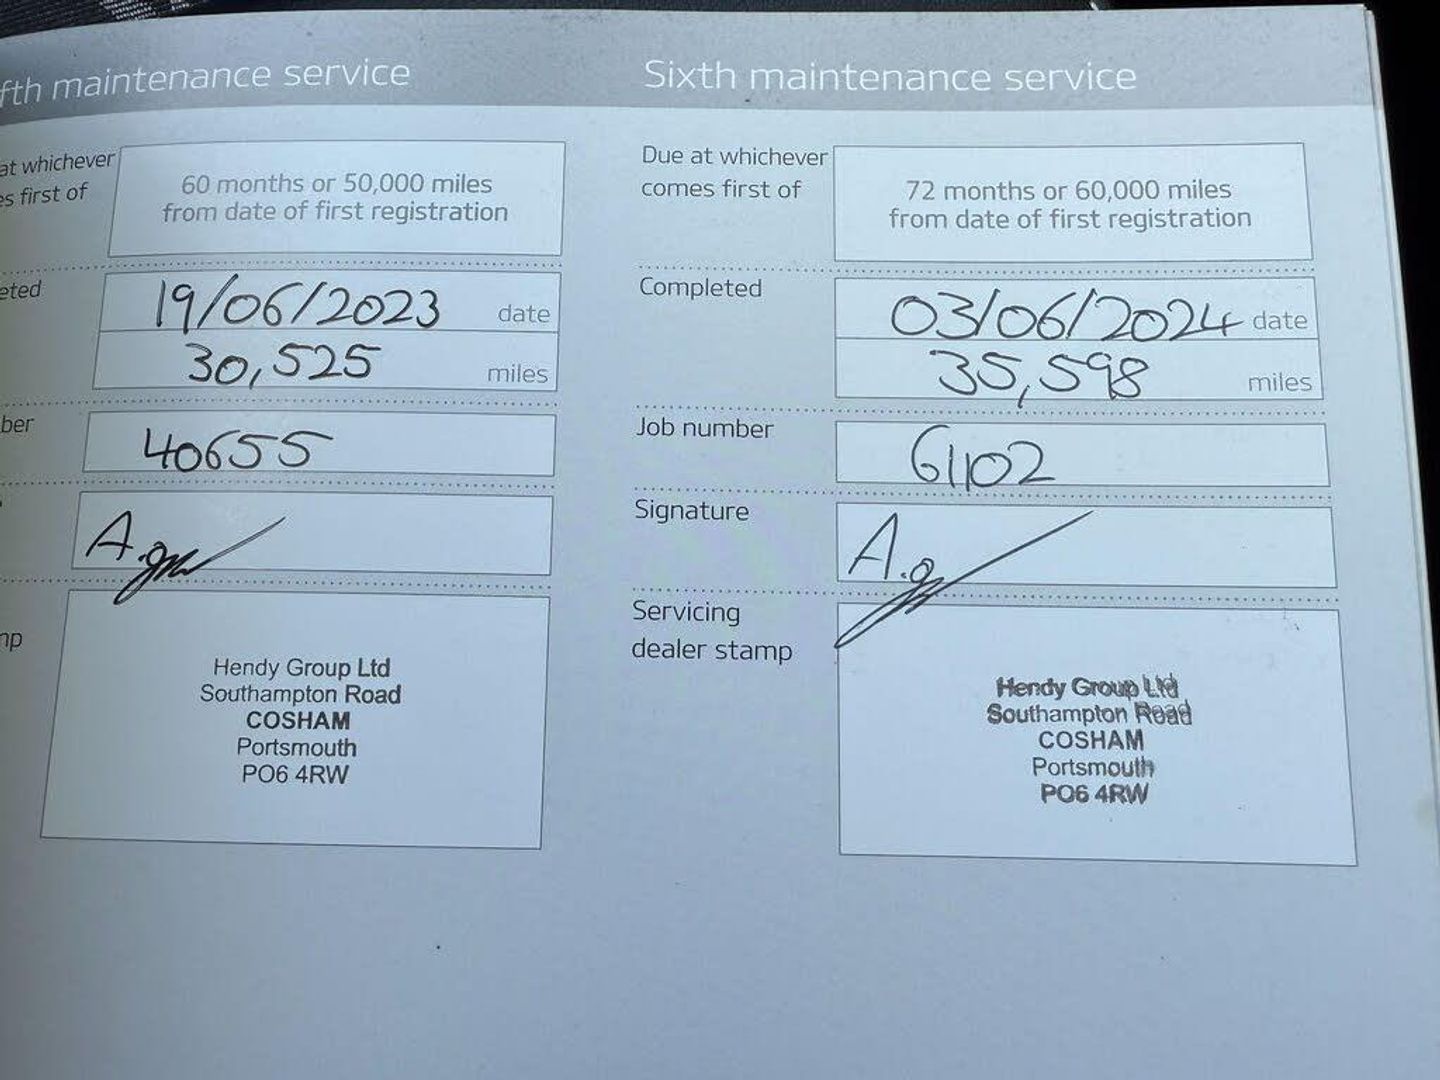 fth maintenance service
at whichever
es first of
60 months or 50,000 miles
from date of first registration
eted
19/06/2023 date
30,525 miles
ber
40655
mp
Hendy Group Ltd
Southampton Road
COSHAM
Portsmouth
PO6 4RW
Sixth maintenance service
Due at whichever
comes first of
72 months or 60,000 miles
from date of first registration
Completed
03/06/2024 date
35,598 miles
Job number
61102
Signature
Servicing
dealer stamp
Hendy Group Ltd
Southampton Road
COSHAM
Portsmouth
PO6 4RW